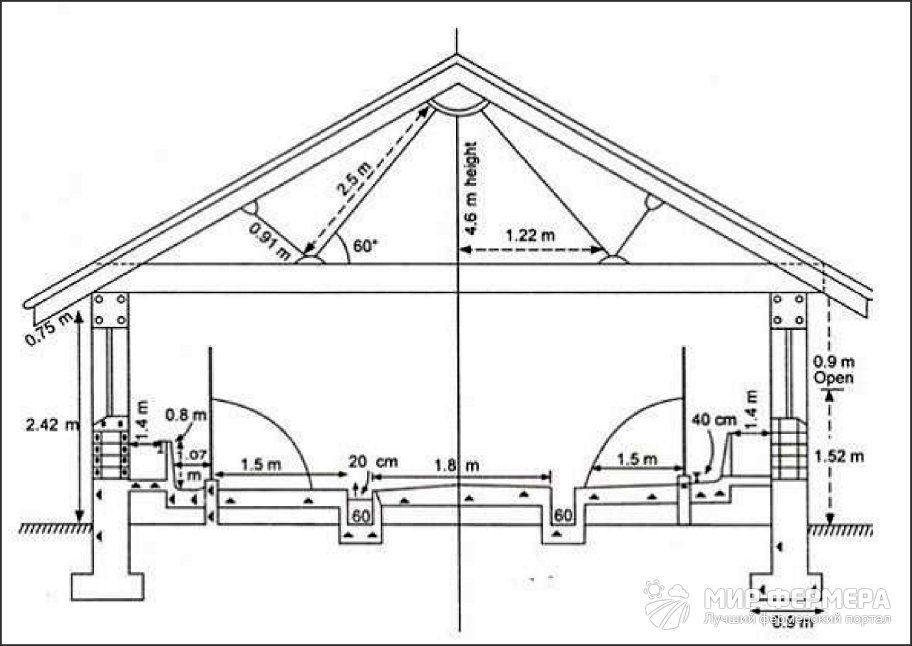 2.5 m
4.6 m height
0.91 m
60°
1.22 m
0.75 m
0.9 m
Open
2.42 m
1.4 m
0.8 m
1.07
m
1.5 m
20 cm
1.8 m
1.5 m
40 cm
1.4 m
1.52 m
60
60
0.9 m
МИР ФЕРМЕРА
Лучший фермерский портал